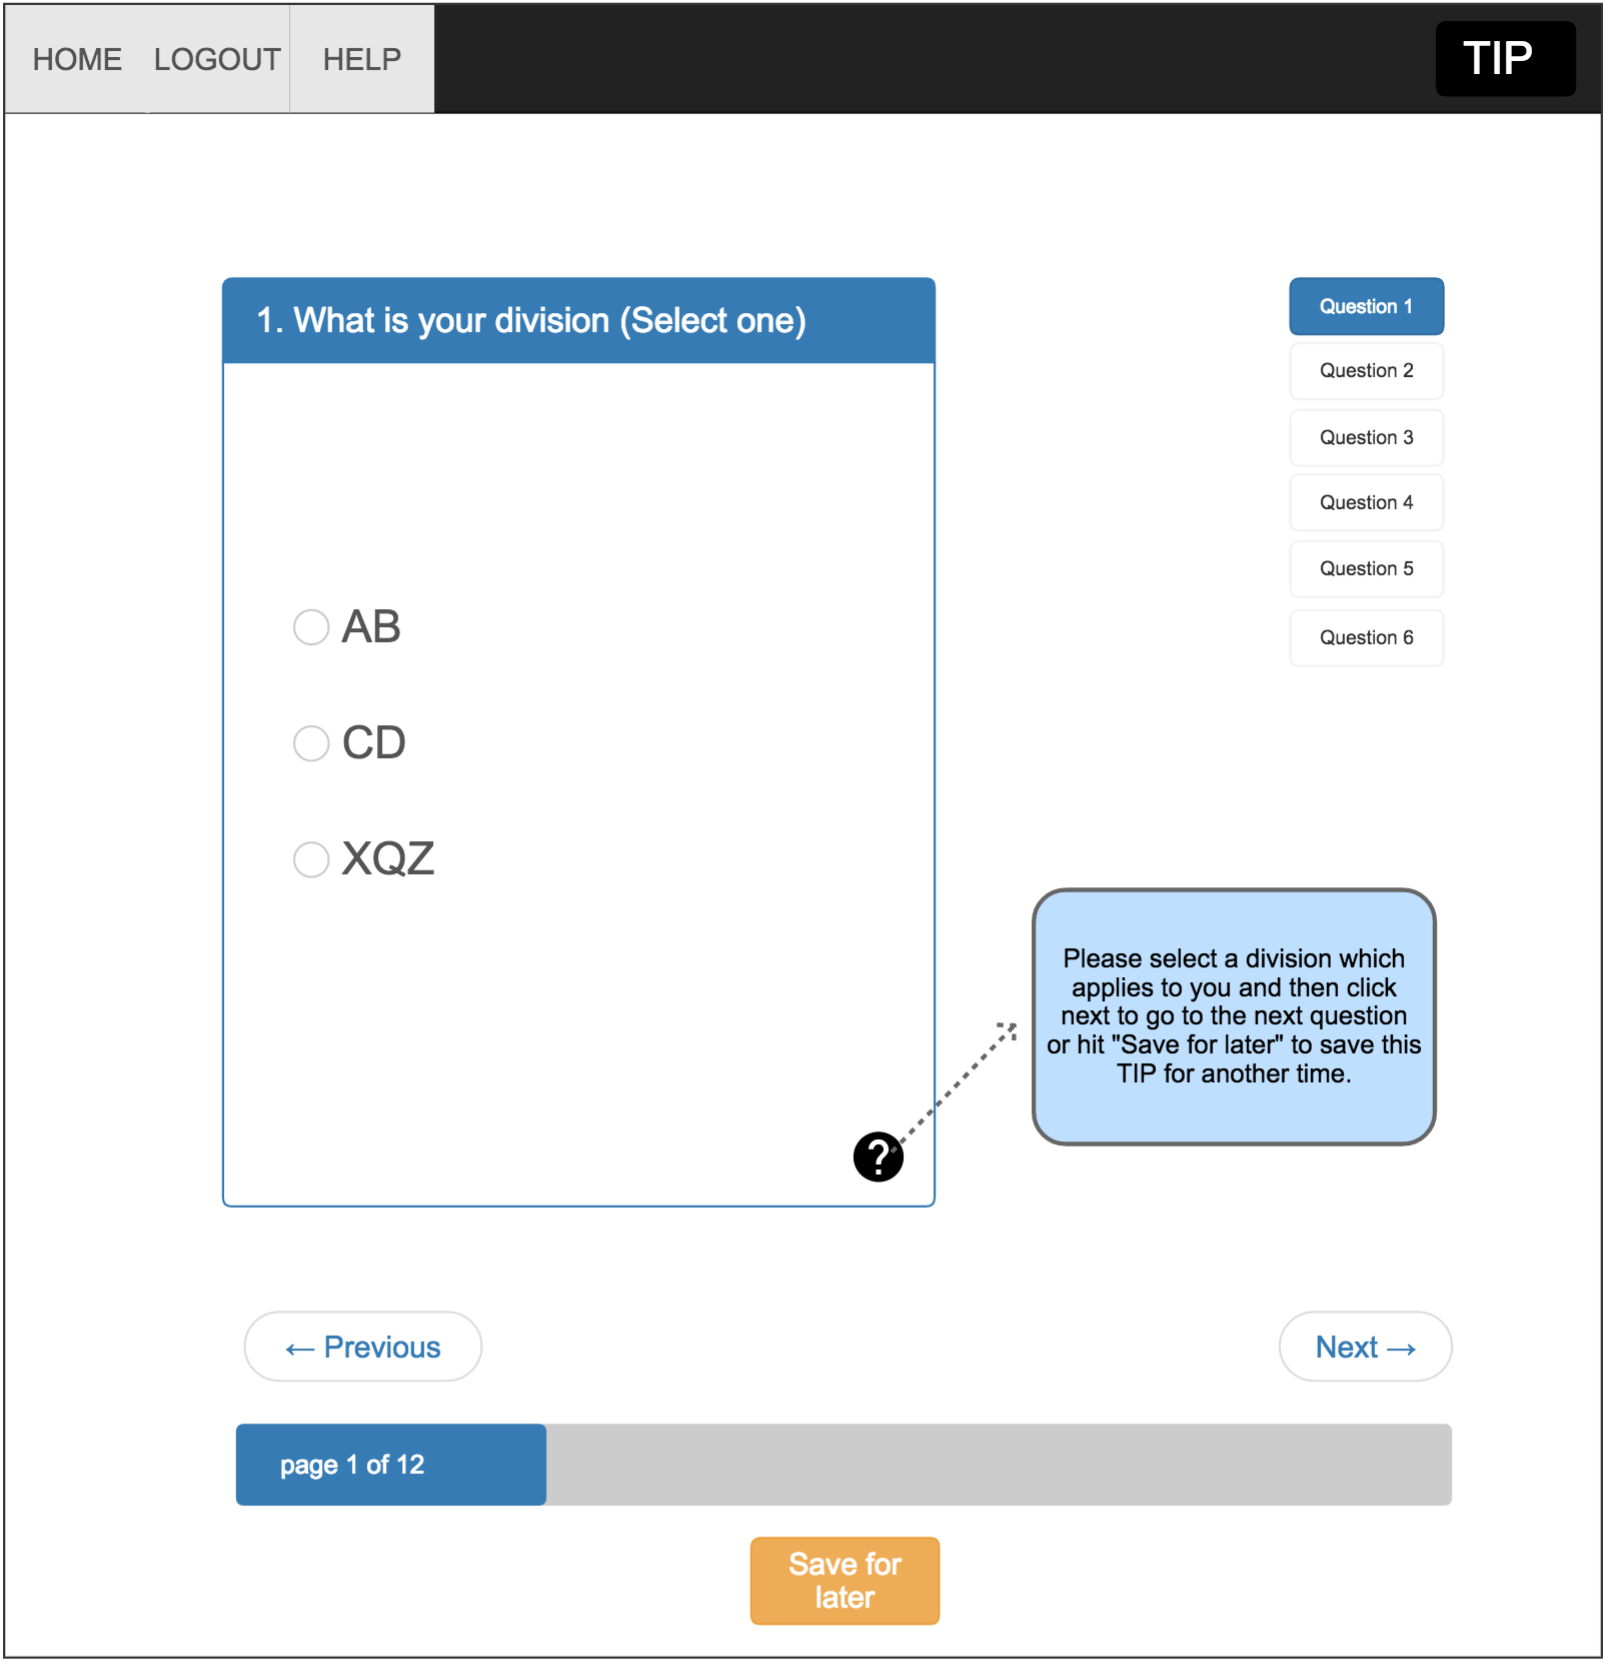 HOME LOGOUT HELP
TIP
1. What is your division (Select one)
AB
CD
XQZ
?
Question 1
Question 2
Question 3
Question 4
Question 5
Question 6
Please select a division which
applies to you and then click
next to go to the next question
or hit "Save for later" to save this
TIP for another time.
← Previous
Next →
page 1 of 12
Save for
later